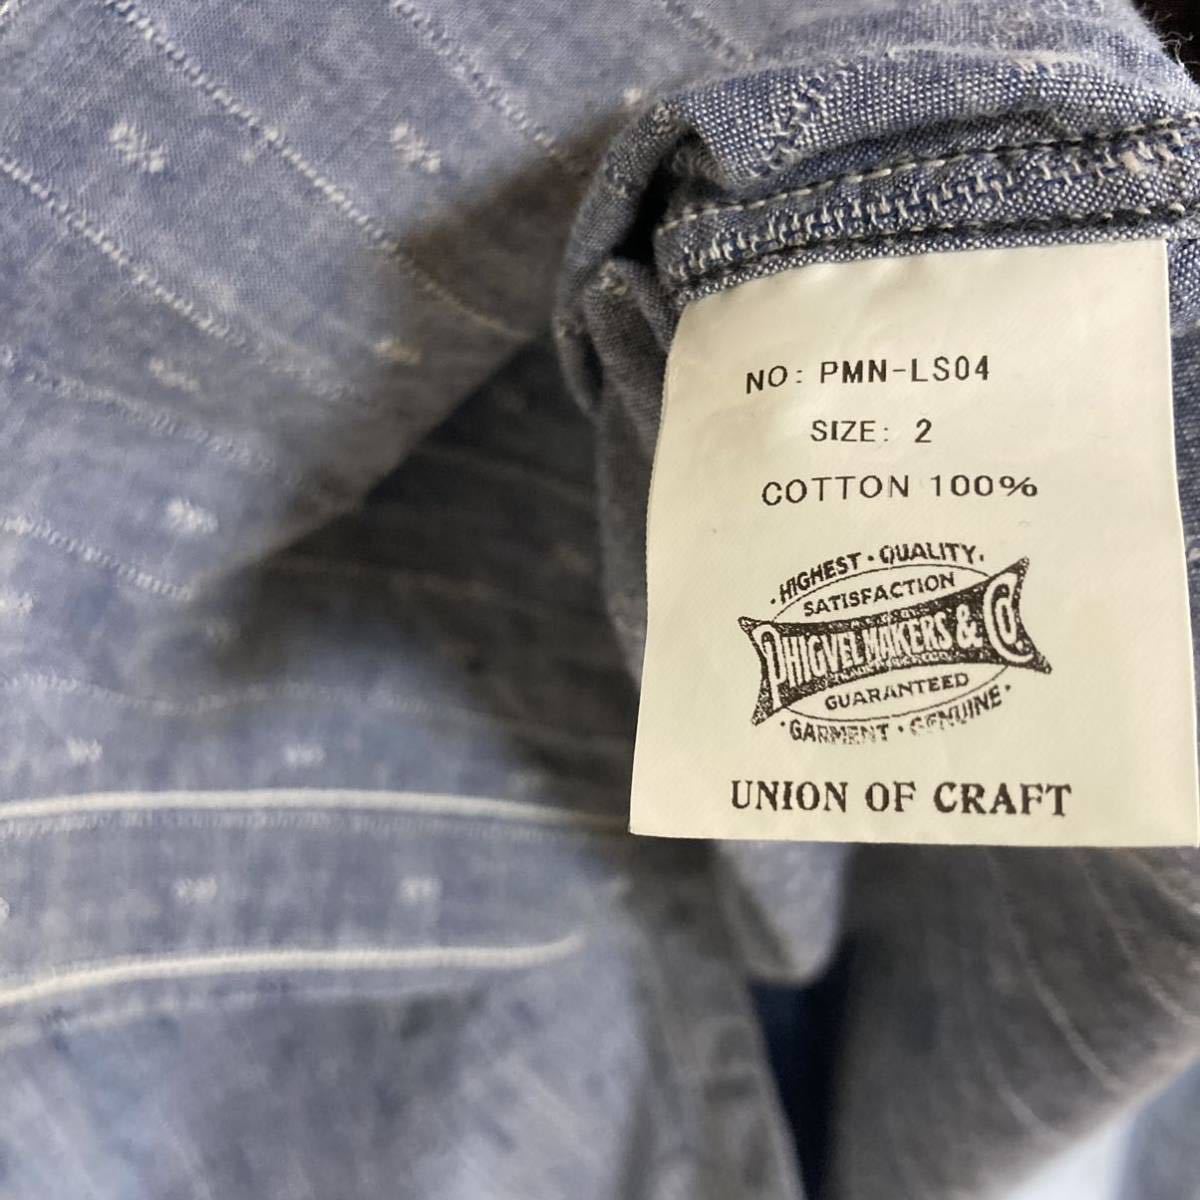 NO: PMN-LS04
SIZE: 2
COTTON 100%
· HIGHEST · QUALITY ·
SATISFACTION
PHIGVEL MAKERS & Co.
GUARANTEED
· GARMENT · GENUINE ·
UNION OF CRAFT